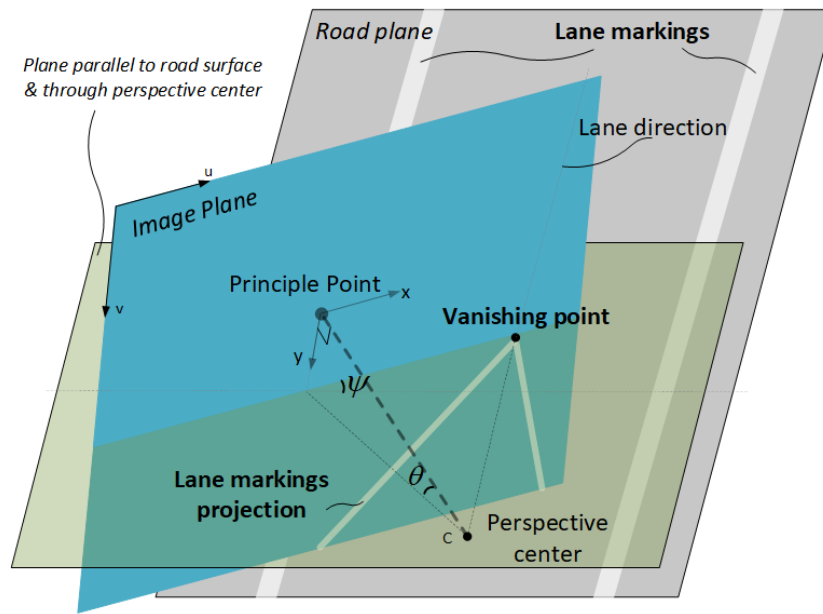 Road plane
Lane markings
Plane parallel to road surface
& through perspective center
Lane direction
u
Image Plane
Principle Point
x
v
Vanishing point
y
ψ
θ
Lane markings
projection
C
Perspective
center